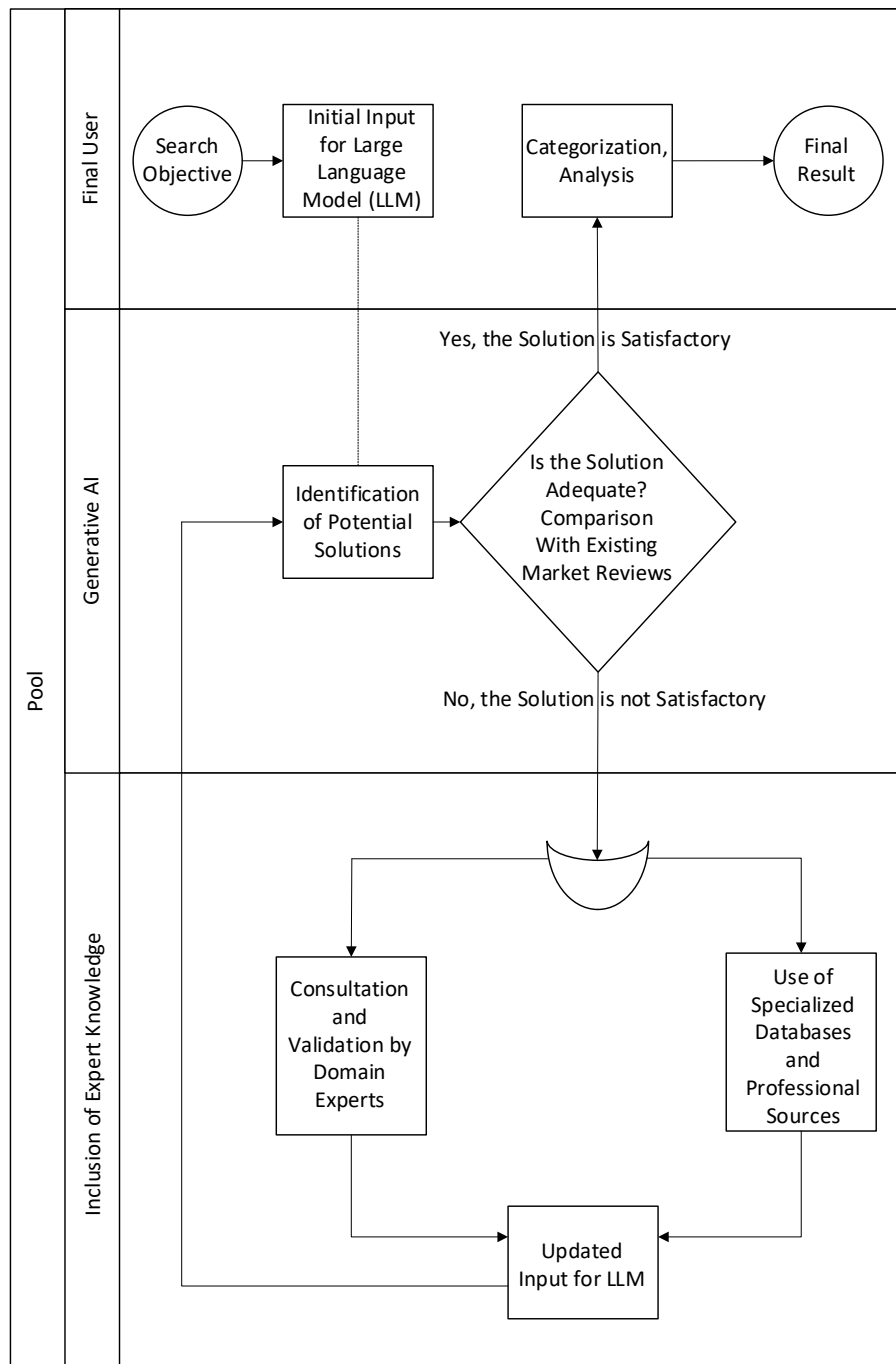 Pool
Final User
Search
Objective
Initial Input
for Large
Language
Model (LLM)
Categorization,
Analysis
Final
Result
Generative AI
Yes, the Solution is Satisfactory
Identification
of Potential
Solutions
Is the Solution
Adequate?
Comparison
With Existing
Market Reviews
No, the Solution is not Satisfactory
Inclusion of Expert Knowledge
Consultation
and
Validation by
Domain
Experts
Use of
Specialized
Databases
and
Professional
Sources
Updated
Input for LLM